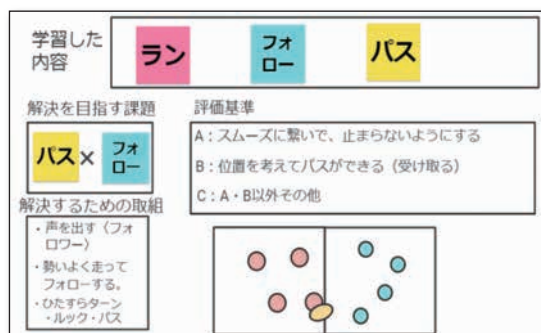 学習した
内容
ラン
フォ
ロー
パス
解決を目指す課題
パス×フォ
ロー
解決するための取組
・声を出す（フォ
ロワー）
・勢いよく走って
フォローする。
・ひたすらターン
・ルック・パス
評価基準
A：スムーズに繋いで、止まらないようにする
B：位置を考えてパスができる（受け取る）
C：A・B以外その他